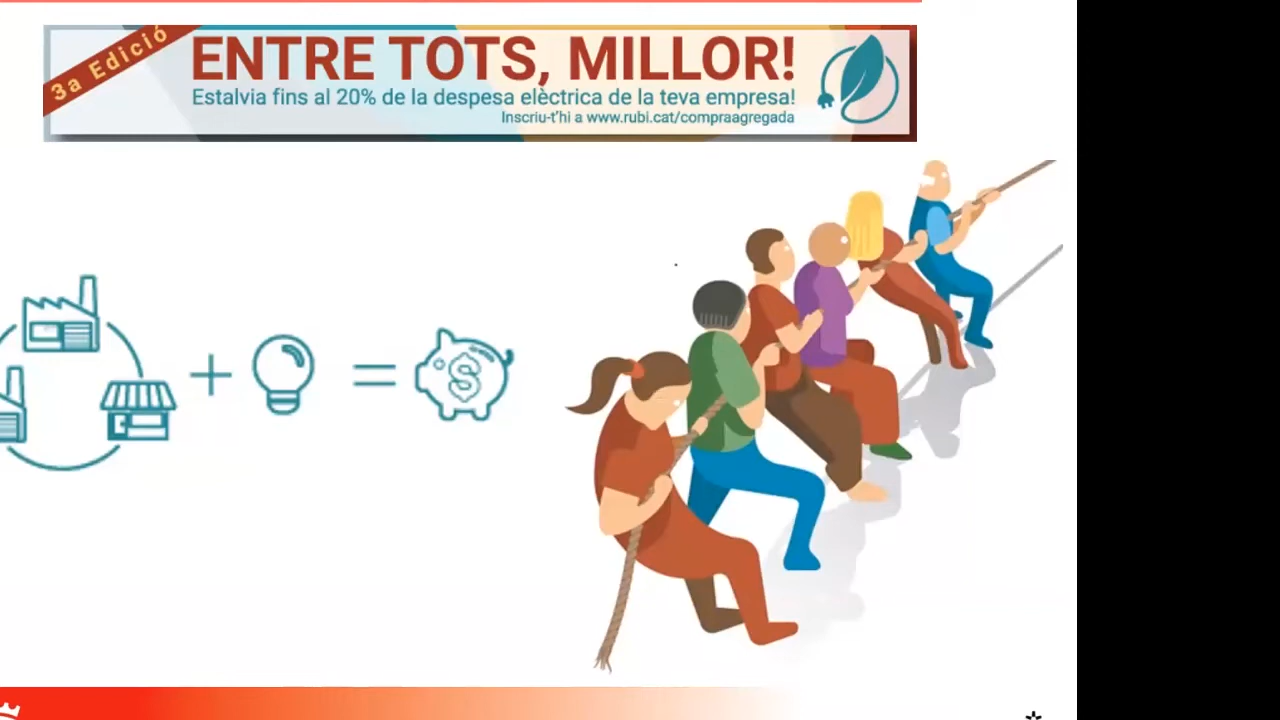 3a Edició
ENTRE TOTS, MILLOR!
Estalvia fins al 20% de la despesa elèctrica de la teva empresa!
Inscriu-t'hi a www.rubi.cat/compraagregada
+
=
S